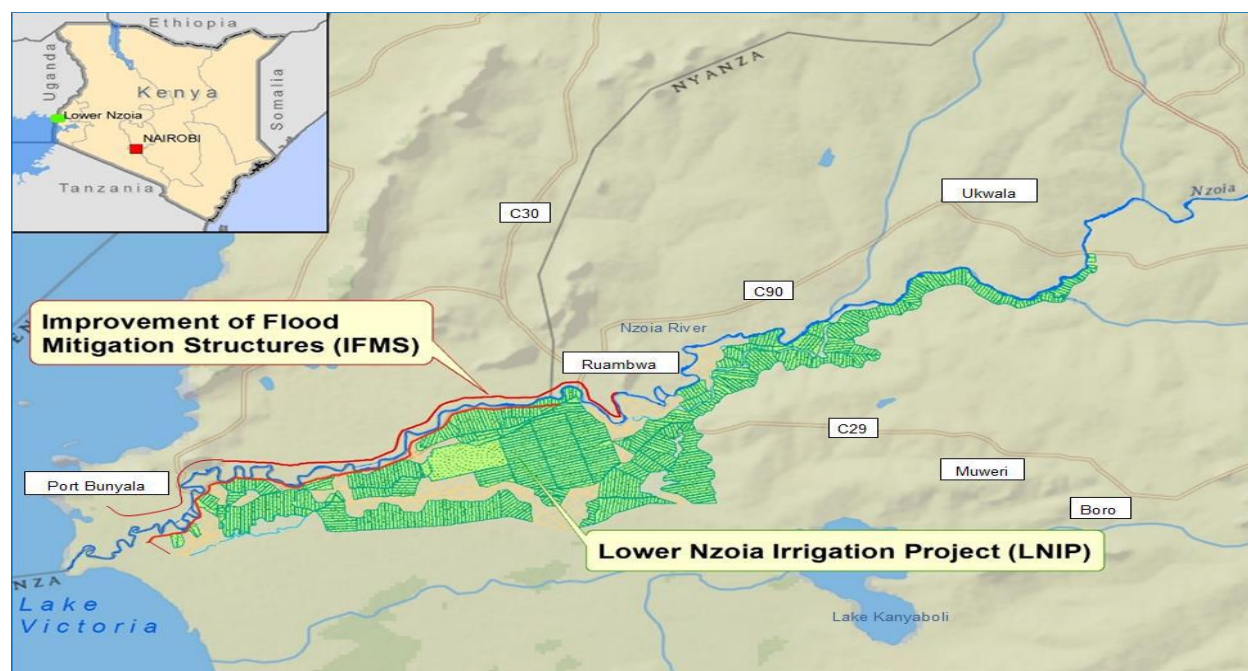 Ethiopia
Uganda
Kenya
Somalia
Lower Nzoia
NAIROBI
Tanzania
NYANZA
Ukwala
Nzoia
C30
C90
Improvement of Flood
Mitigation Structures (IFMS)
Nzoia River
Ruambwa
C29
Port Bunyala
Muweri
Boro
Lower Nzoia Irrigation Project (LNIP)
NZA
Lake
Victoria
Lake Kanyaboli